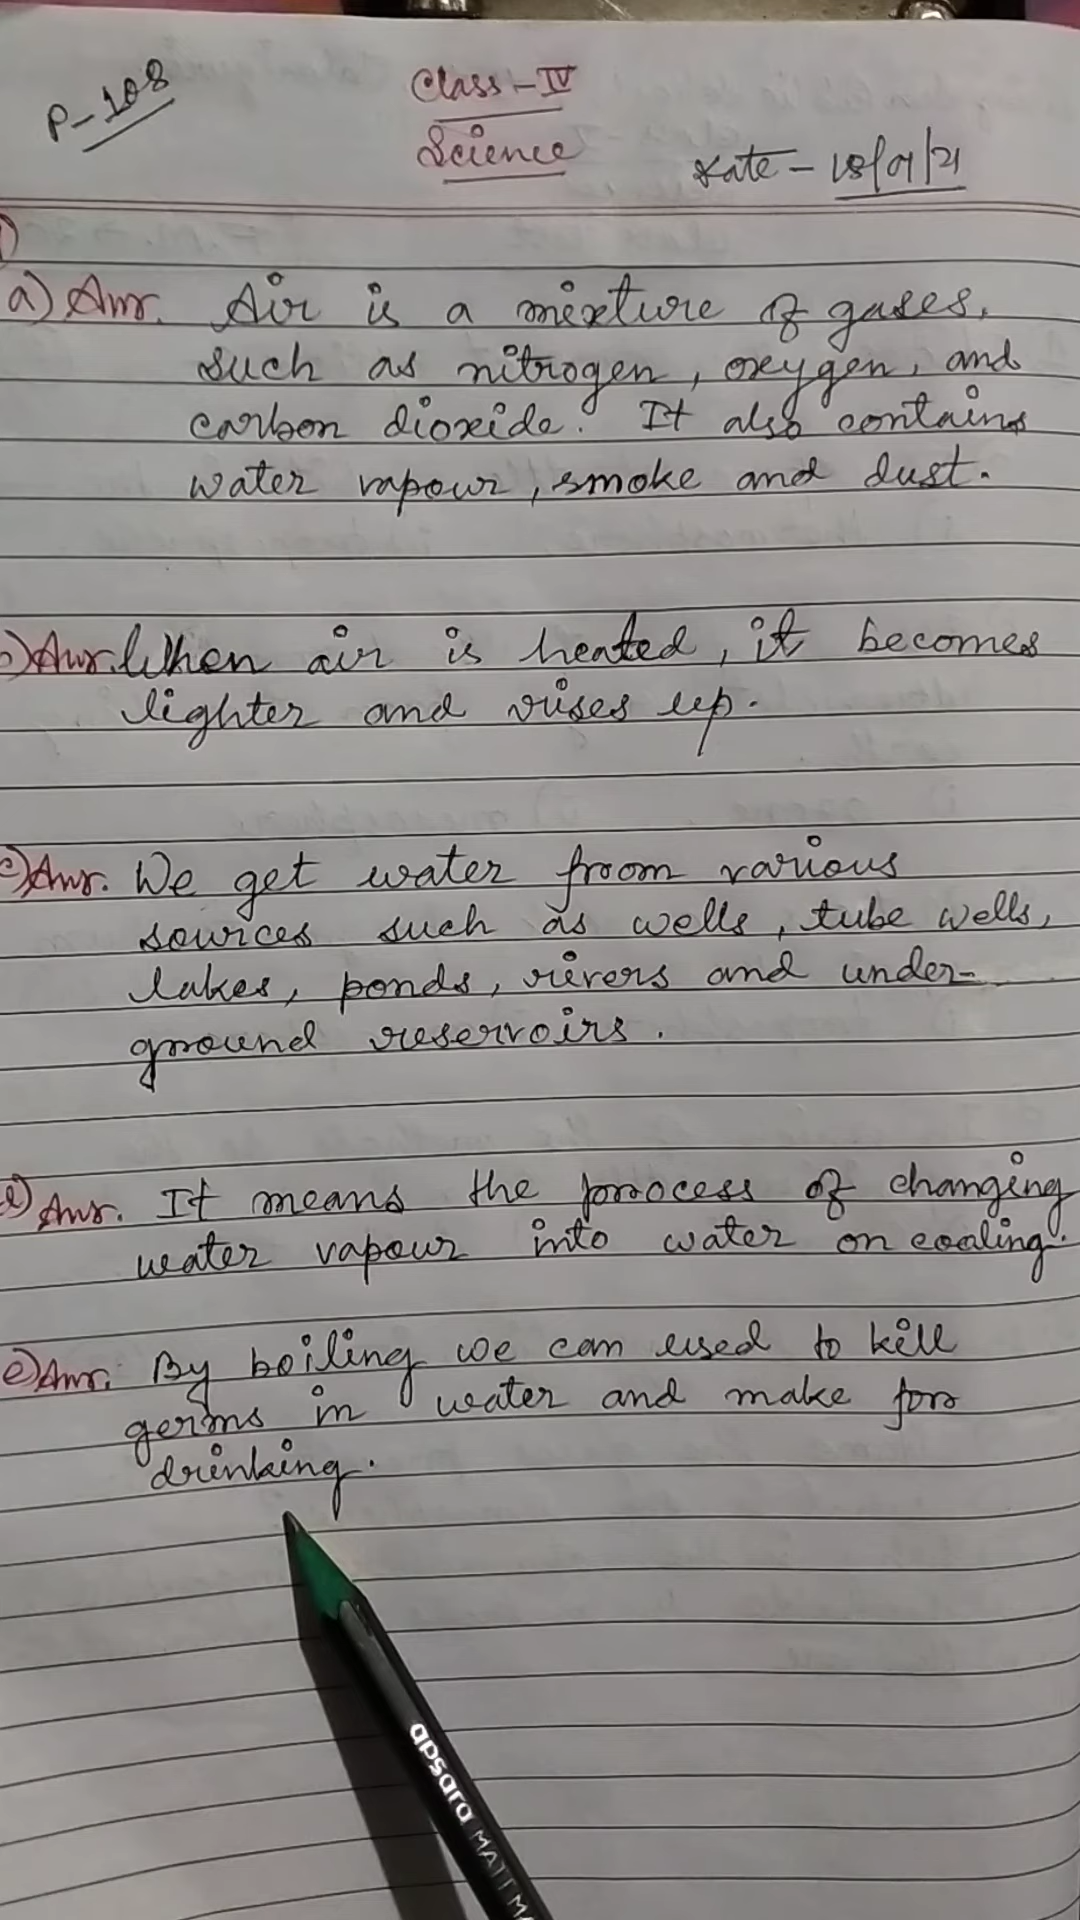 P-108
Class-IV
Science
Date - 18/01/21
a) Ans. Air is a mixture of gases,
such as nitrogen, oxygen, and
carbon dioxide. It also contains
water vapour, smoke and dust.
b) Ans. When air is heated, it becomes
lighter and rises up.
c) Ans. We get water from various
sources such as wells, tube wells,
lakes, ponds, rivers and under-
ground reservoirs.
d) Ans. It means the process of changing
water vapour into water on cooling.
e) Ans. By boiling we can used to kill
germs in water and make for
drinking.
apsara MATT MA